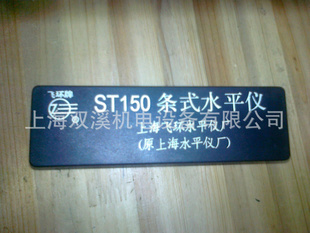 飞环牌
ST150 条式水平仪
上海双溪机电设备有限公司
上海飞环水平仪厂
(原上海水平仪厂)